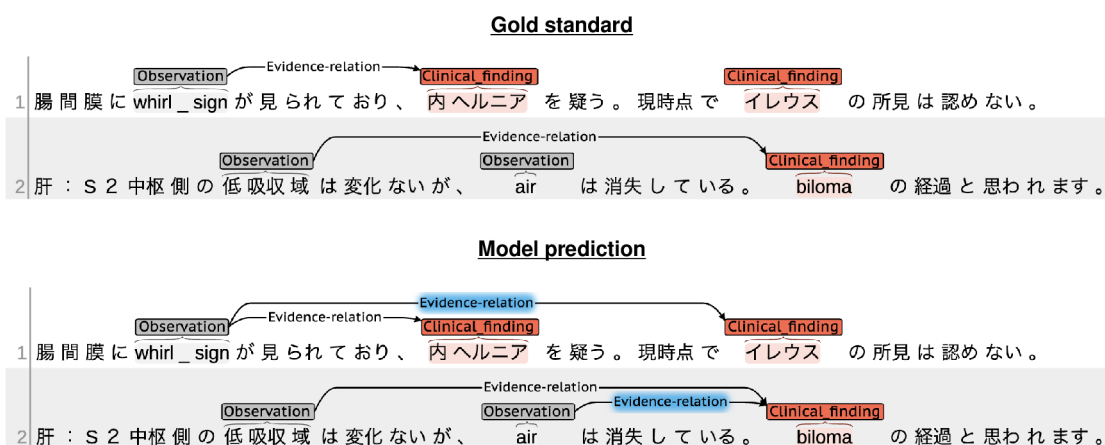 Gold standard
Observation Evidence-relation Clinical_finding Clinical_finding
1 腸間膜に whirl _ sign が見られており、 内ヘルニア を疑う。現時点で イレウス の所見は認めない。
Evidence-relation
Observation Observation Clinical_finding
2 肝：S2中枢側の低吸収域は変化ないが、 air は消失している。 biloma の経過と思われます。
Model prediction
Evidence-relation
Observation Evidence-relation Clinical_finding Clinical_finding
1 腸間膜に whirl _ sign が見られており、 内ヘルニア を疑う。現時点で イレウス の所見は認めない。
Evidence-relation
Observation Observation Evidence-relation Clinical_finding
2 肝：S2中枢側の低吸収域は変化ないが、 air は消失している。 biloma の経過と思われます。